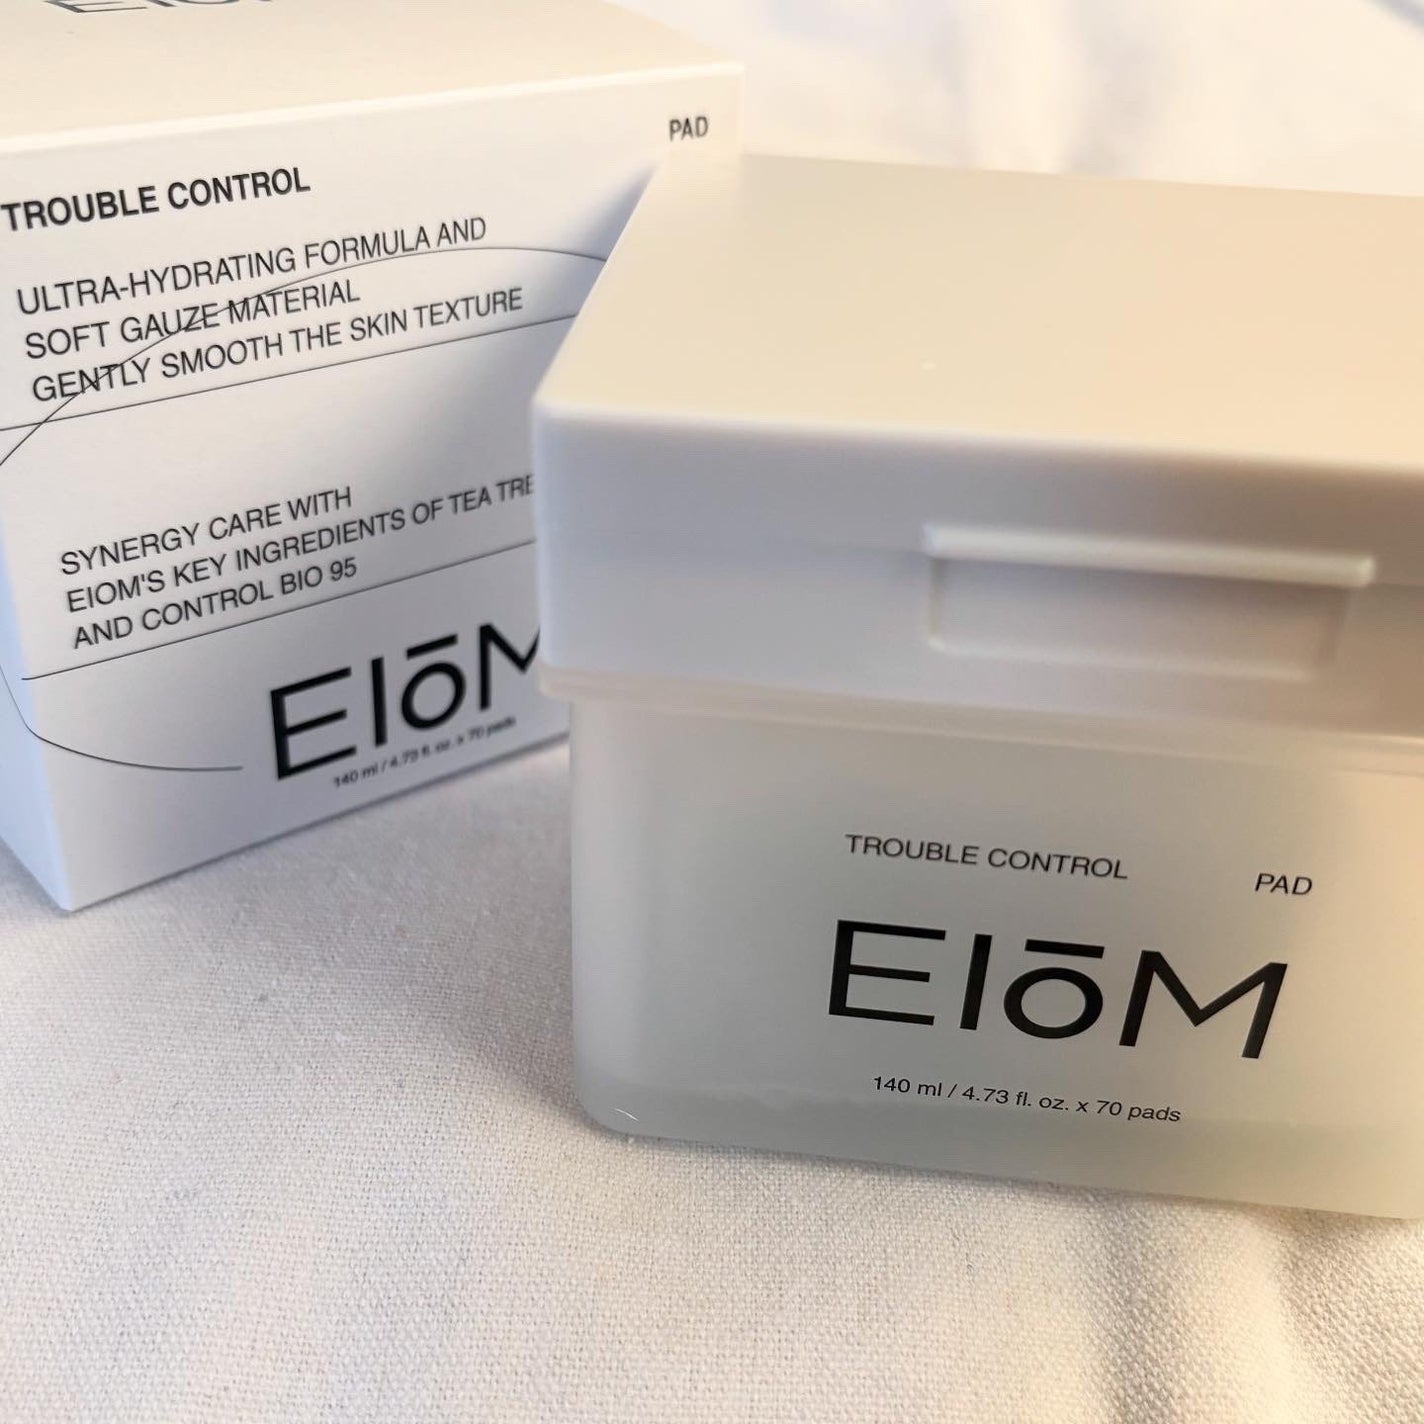 PAD
TROUBLE CONTROL
ULTRA-HYDRATING FORMULA AND
SOFT GAUZE MATERIAL
GENTLY SMOOTH THE SKIN TEXTURE
SYNERGY CARE WITH
EIOM'S KEY INGREDIENTS OF TEA TRE
AND CONTROL BIO 95
EIōM
140 ml / 4.73 fl. oz. x 70 pads
TROUBLE CONTROL PAD
EIōM
140 ml / 4.73 fl. oz. x 70 pads